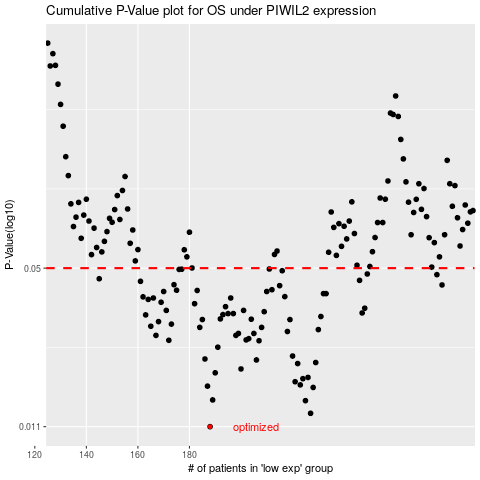 Cumulative P-Value plot for OS under PIWIL2 expression
P-Value(log10)
0.05
0.011
optimized
120 140 160 180
# of patients in 'low exp' group